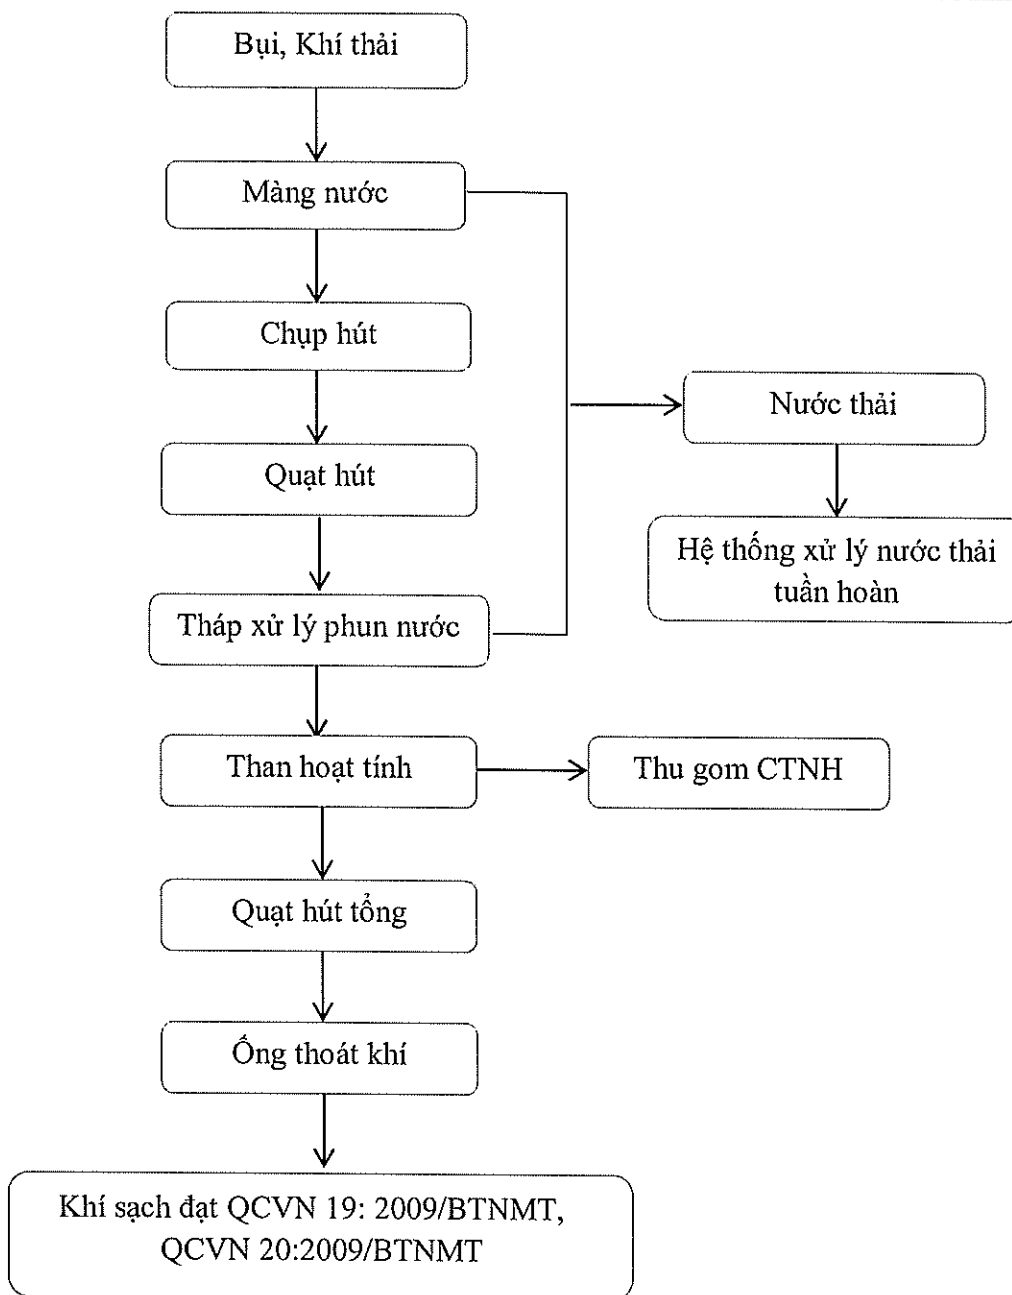 Bụi, Khí thải
Màng nước
Chụp hút
Nước thải
Quạt hút
Hệ thống xử lý nước thải
tuần hoàn
Tháp xử lý phun nước
Than hoạt tính
Thu gom CTNH
Quạt hút tổng
Ống thoát khí
Khí sạch đạt QCVN 19: 2009/BTNMT,
QCVN 20:2009/BTNMT